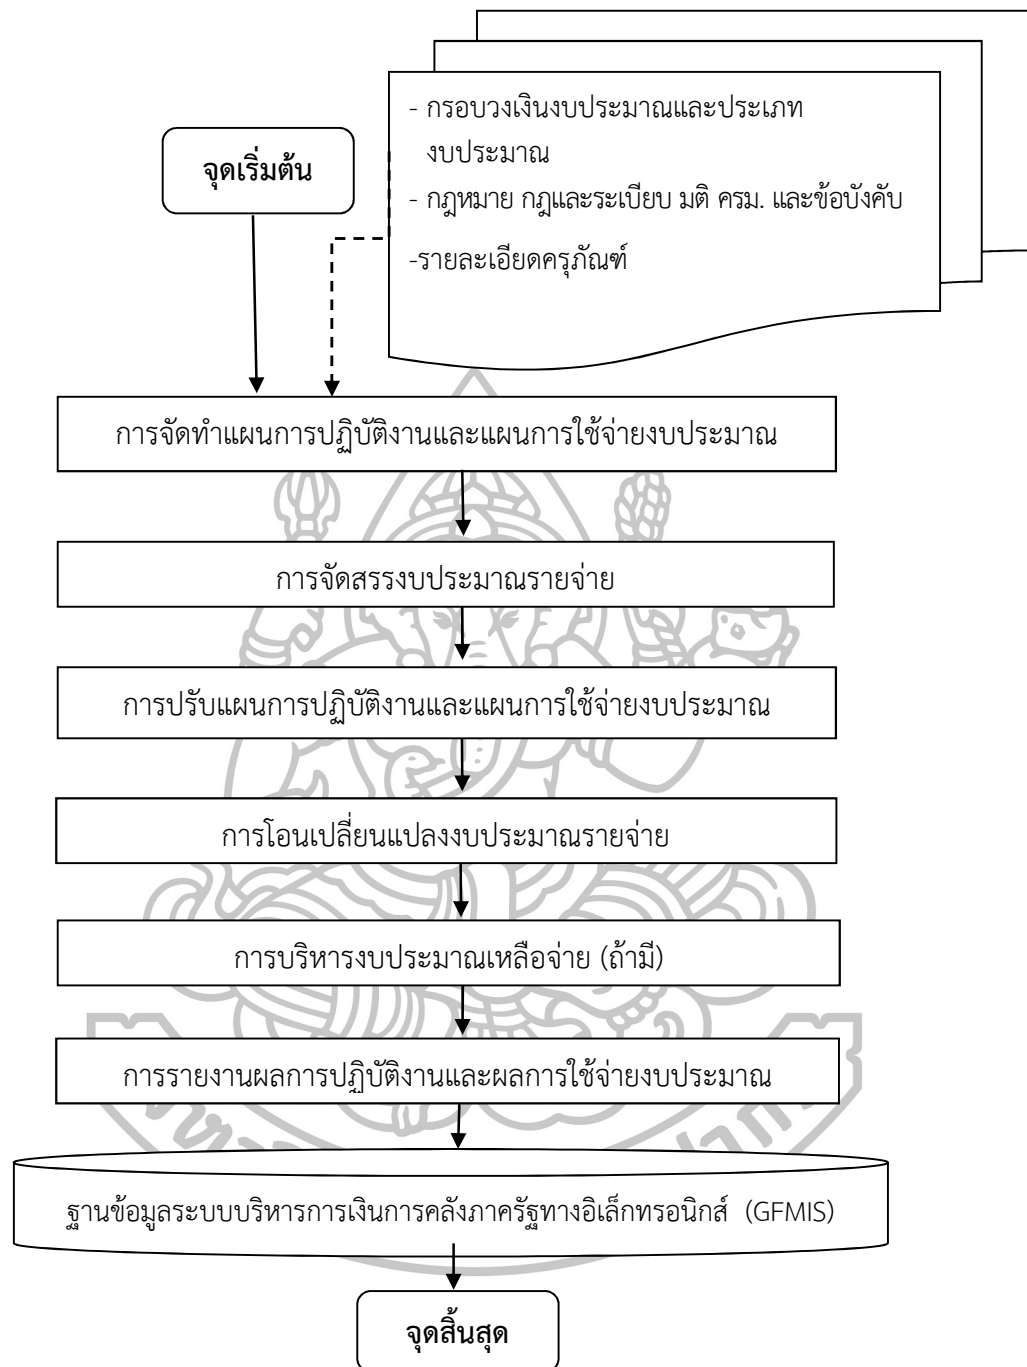 - กรอบวงเงินงบประมาณและประเภท
งบประมาณ
- กฎหมาย กฎและระเบียบ มติ ครม. และข้อบังคับ
-รายละเอียดครุภัณฑ์
จุดเริ่มต้น
การจัดทำแผนการปฏิบัติงานและแผนการใช้จ่ายงบประมาณ
การจัดสรรงบประมาณรายจ่าย
การปรับแผนการปฏิบัติงานและแผนการใช้จ่ายงบประมาณ
การโอนเปลี่ยนแปลงงบประมาณรายจ่าย
การบริหารงบประมาณเหลือจ่าย (ถ้ามี)
การรายงานผลการปฏิบัติงานและผลการใช้จ่ายงบประมาณ
ฐานข้อมูลระบบบริหารการเงินการคลังภาครัฐทางอิเล็กทรอนิกส์ (GFMIS)
จุดสิ้นสุด